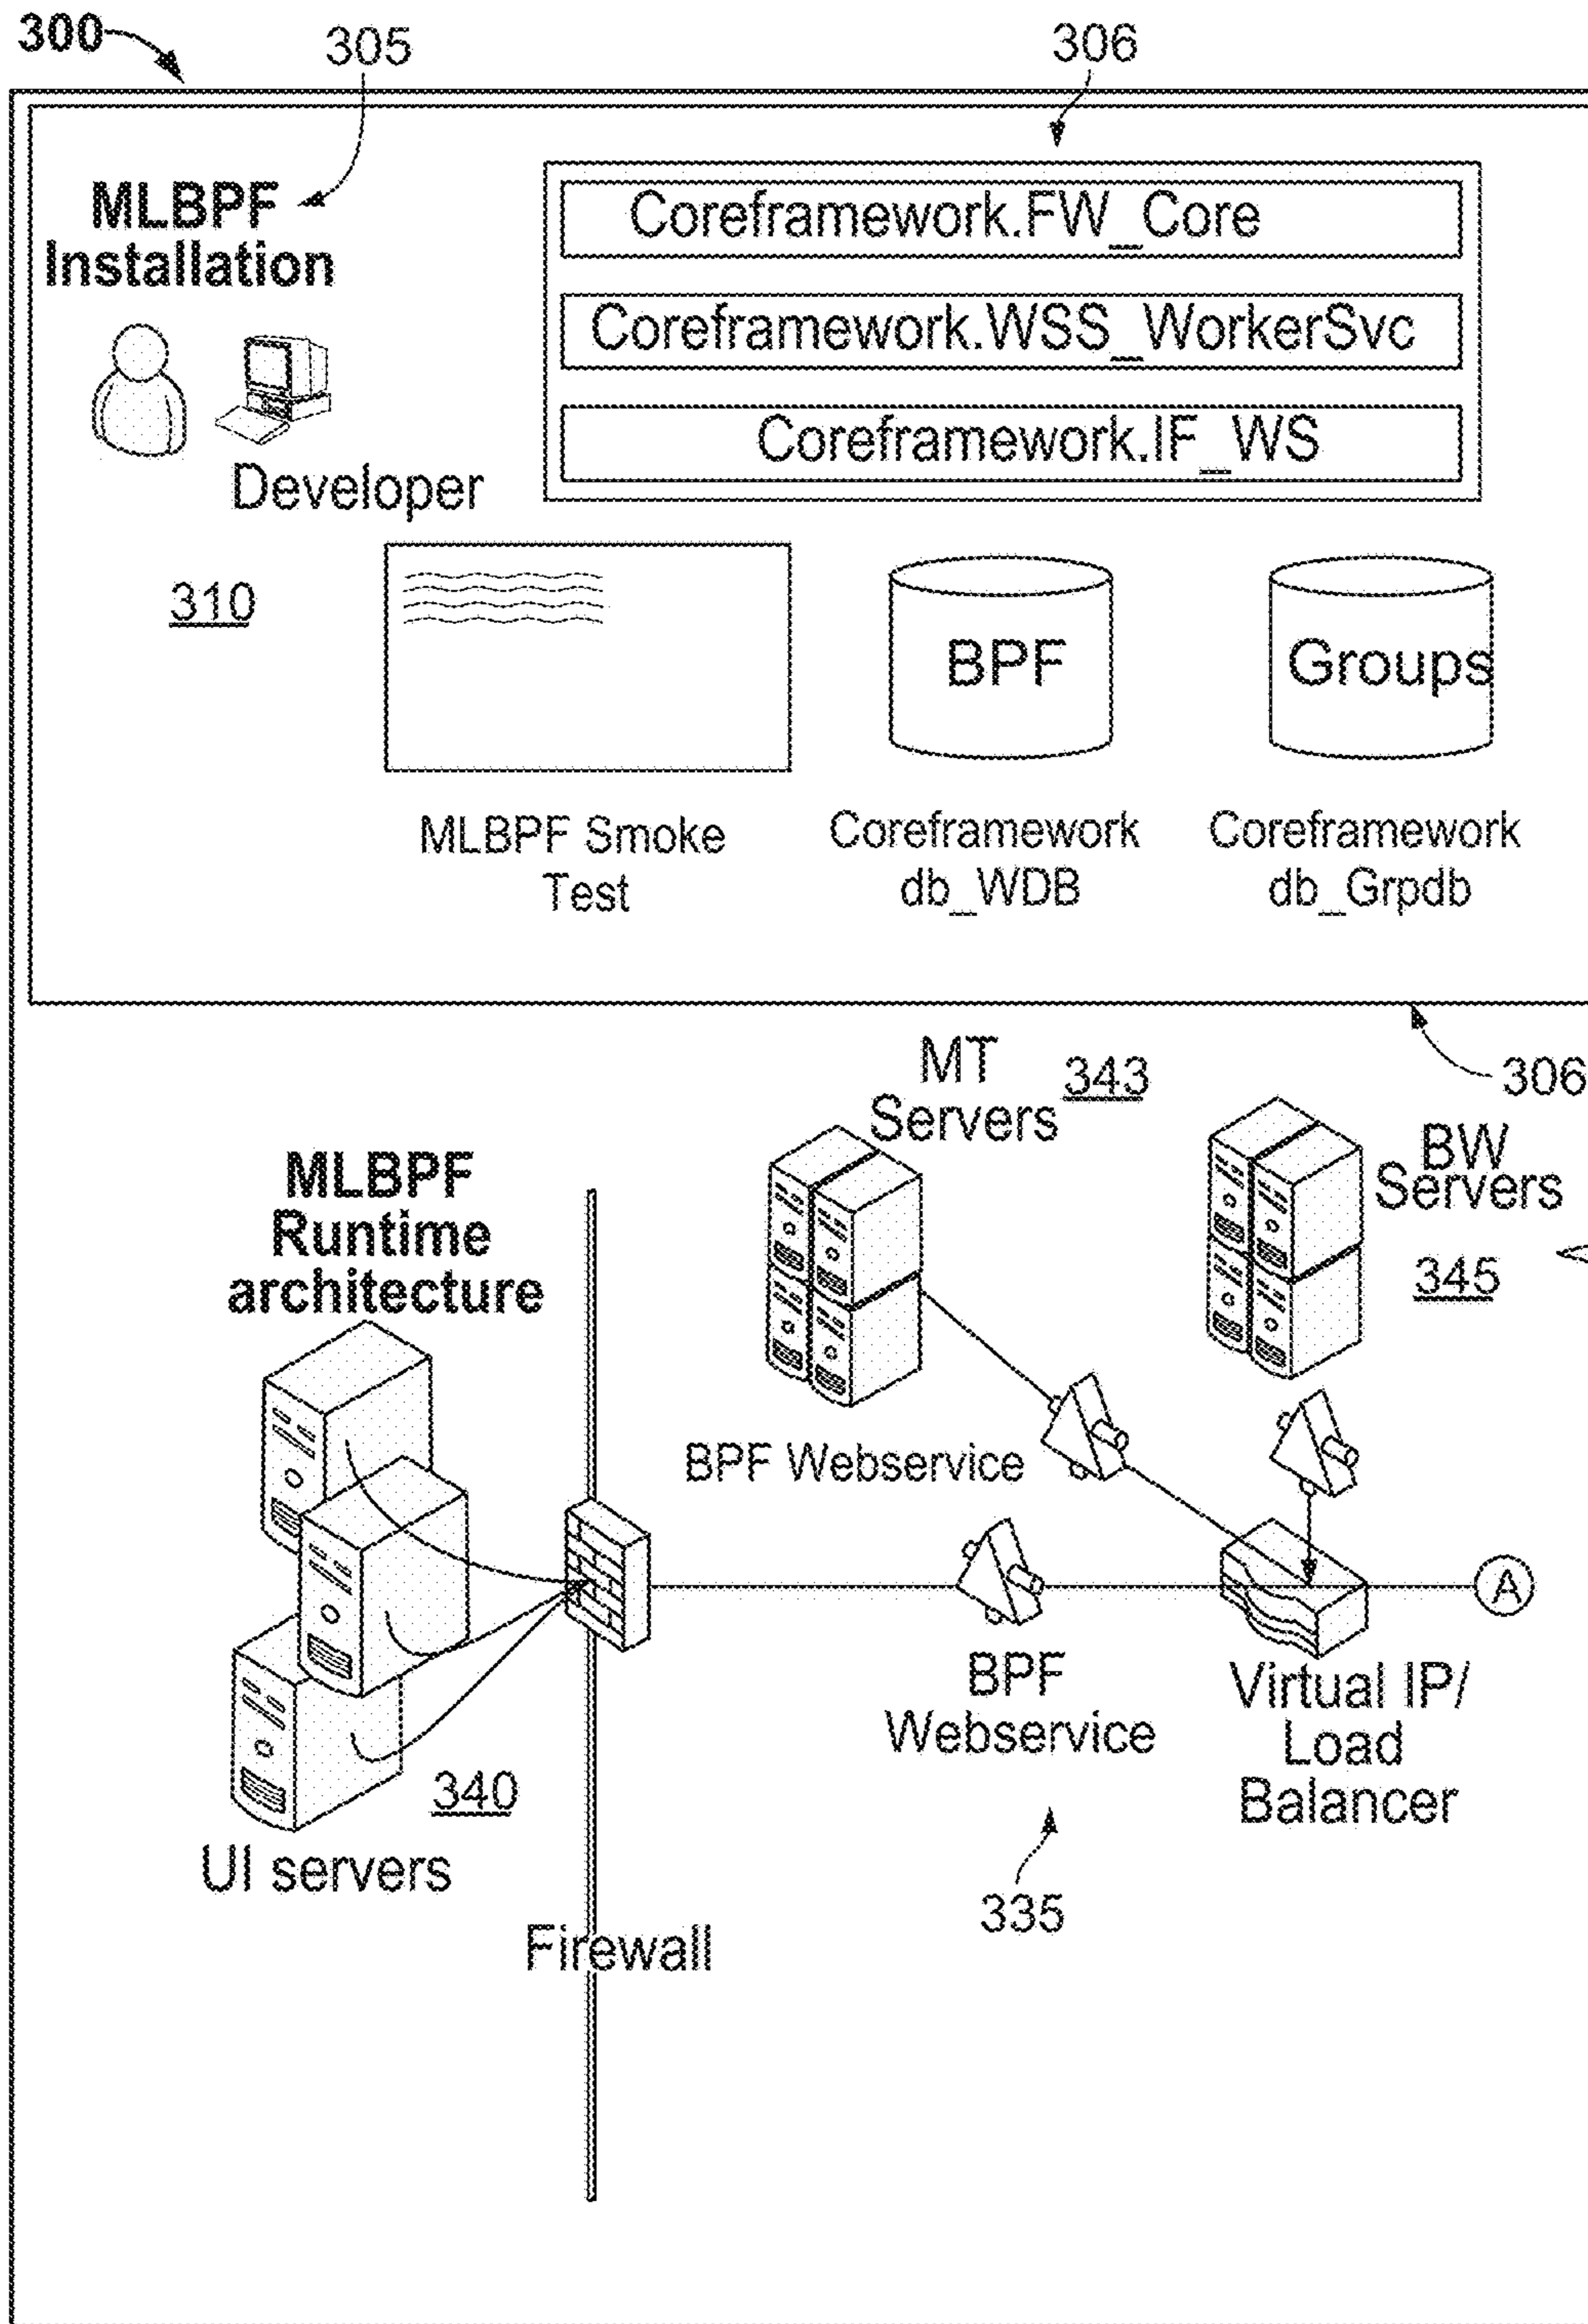 300
305
306
MLBPF
Installation
Coreframework.FW_Core
Coreframework.WSS_WorkerSvc
Coreframework.IF_WS
Developer
310
BPF
Groups
MLBPF Smoke
Test
Coreframework
db_WDB
Coreframework
db_Grpdb
306
MT
Servers
343
BW
Servers
345
MLBPF
Runtime
architecture
BPF Webservice
A
BPF
Webservice
Virtual IP/
Load
Balancer
340
UI servers
335
Firewall